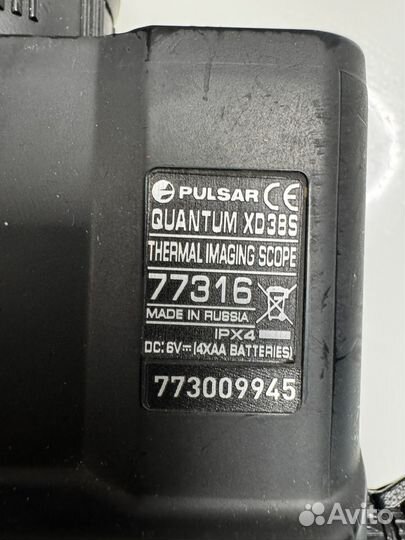 PULSAR CE
QUANTUM XD38S
THERMAL IMAGING SCOPE
77316
MADE IN RUSSIA
IPX4
DC: 6V⎓(4XAA BATTERIES)
773009945
Avito